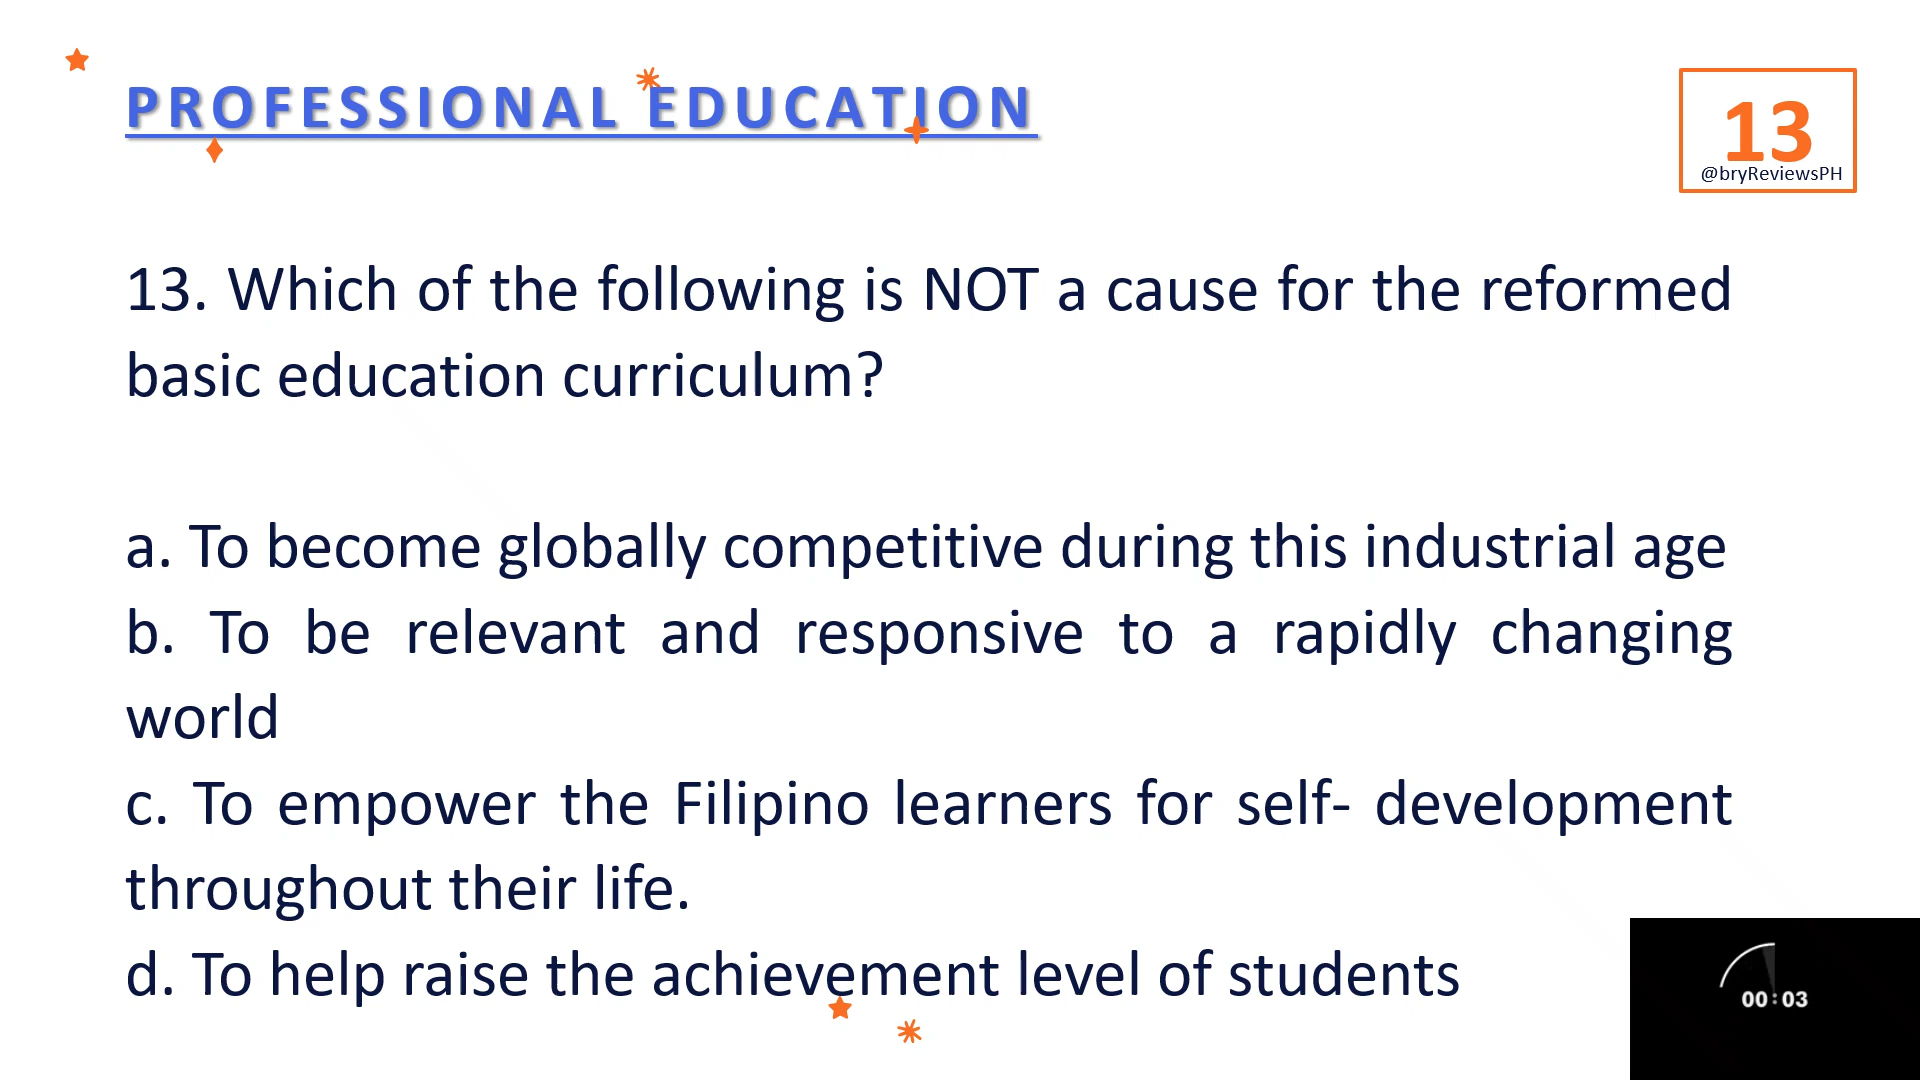 PROFESSIONAL EDUCATION
13
@bryReviewsPH
13. Which of the following is NOT a cause for the reformed
basic education curriculum?
a. To become globally competitive during this industrial age
b. To be relevant and responsive to a rapidly changing
world
c. To empower the Filipino learners for self- development
throughout their life.
d. To help raise the achievement level of students
00:03